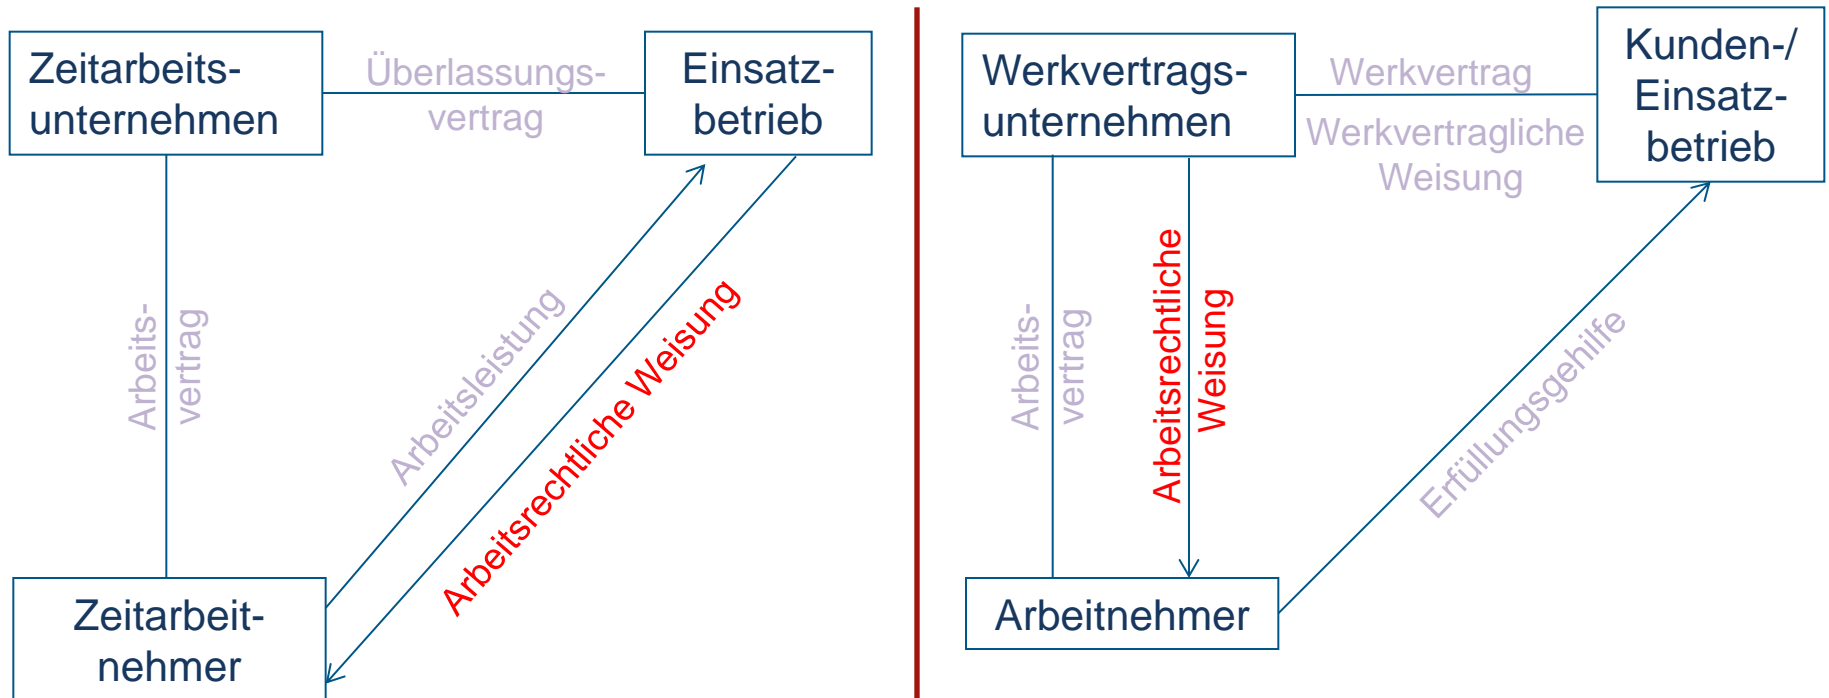 Zeitarbeits-
unternehmen
Überlassungs-
vertrag
Einsatz-
betrieb
Arbeits-
vertrag
Arbeitsleistung
Arbeitsrechtliche Weisung
Zeitarbeit-
nehmer
Werkvertrags-
unternehmen
Werkvertrag
Werkvertragliche
Weisung
Kunden-/
Einsatz-
betrieb
Arbeits-
vertrag
Arbeitsrechtliche
Weisung
Erfüllungsgehilfe
Arbeitnehmer